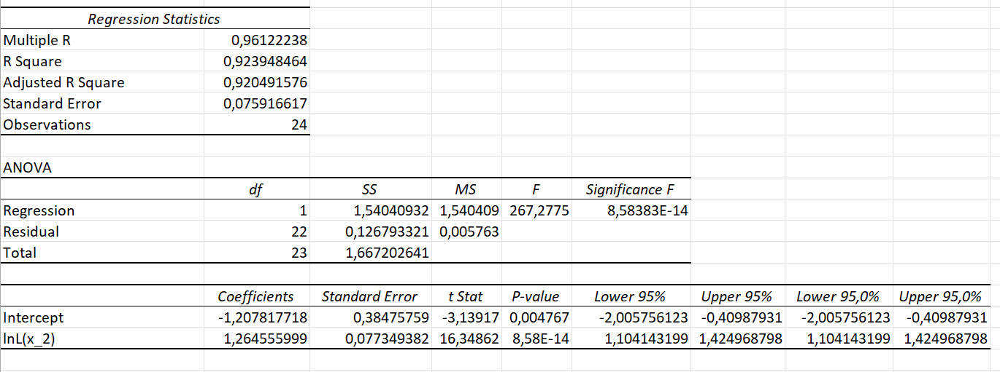 Regression Statistics
Multiple R 0,96122238
R Square 0,923948464
Adjusted R Square 0,920491576
Standard Error 0,075916617
Observations 24
ANOVA
df SS MS F Significance F
Regression 1 1,54040932 1,540409 267,2775 8,58383E-14
Residual 22 0,126793321 0,005763
Total 23 1,667202641
Coefficients Standard Error t Stat P-value Lower 95% Upper 95% Lower 95,0% Upper 95,0%
Intercept -1,207817718 0,38475759 -3,13917 0,004767 -2,005756123 -0,40987931 -2,005756123 -0,40987931
lnL(x_2) 1,264555999 0,077349382 16,34862 8,58E-14 1,104143199 1,424968798 1,104143199 1,424968798